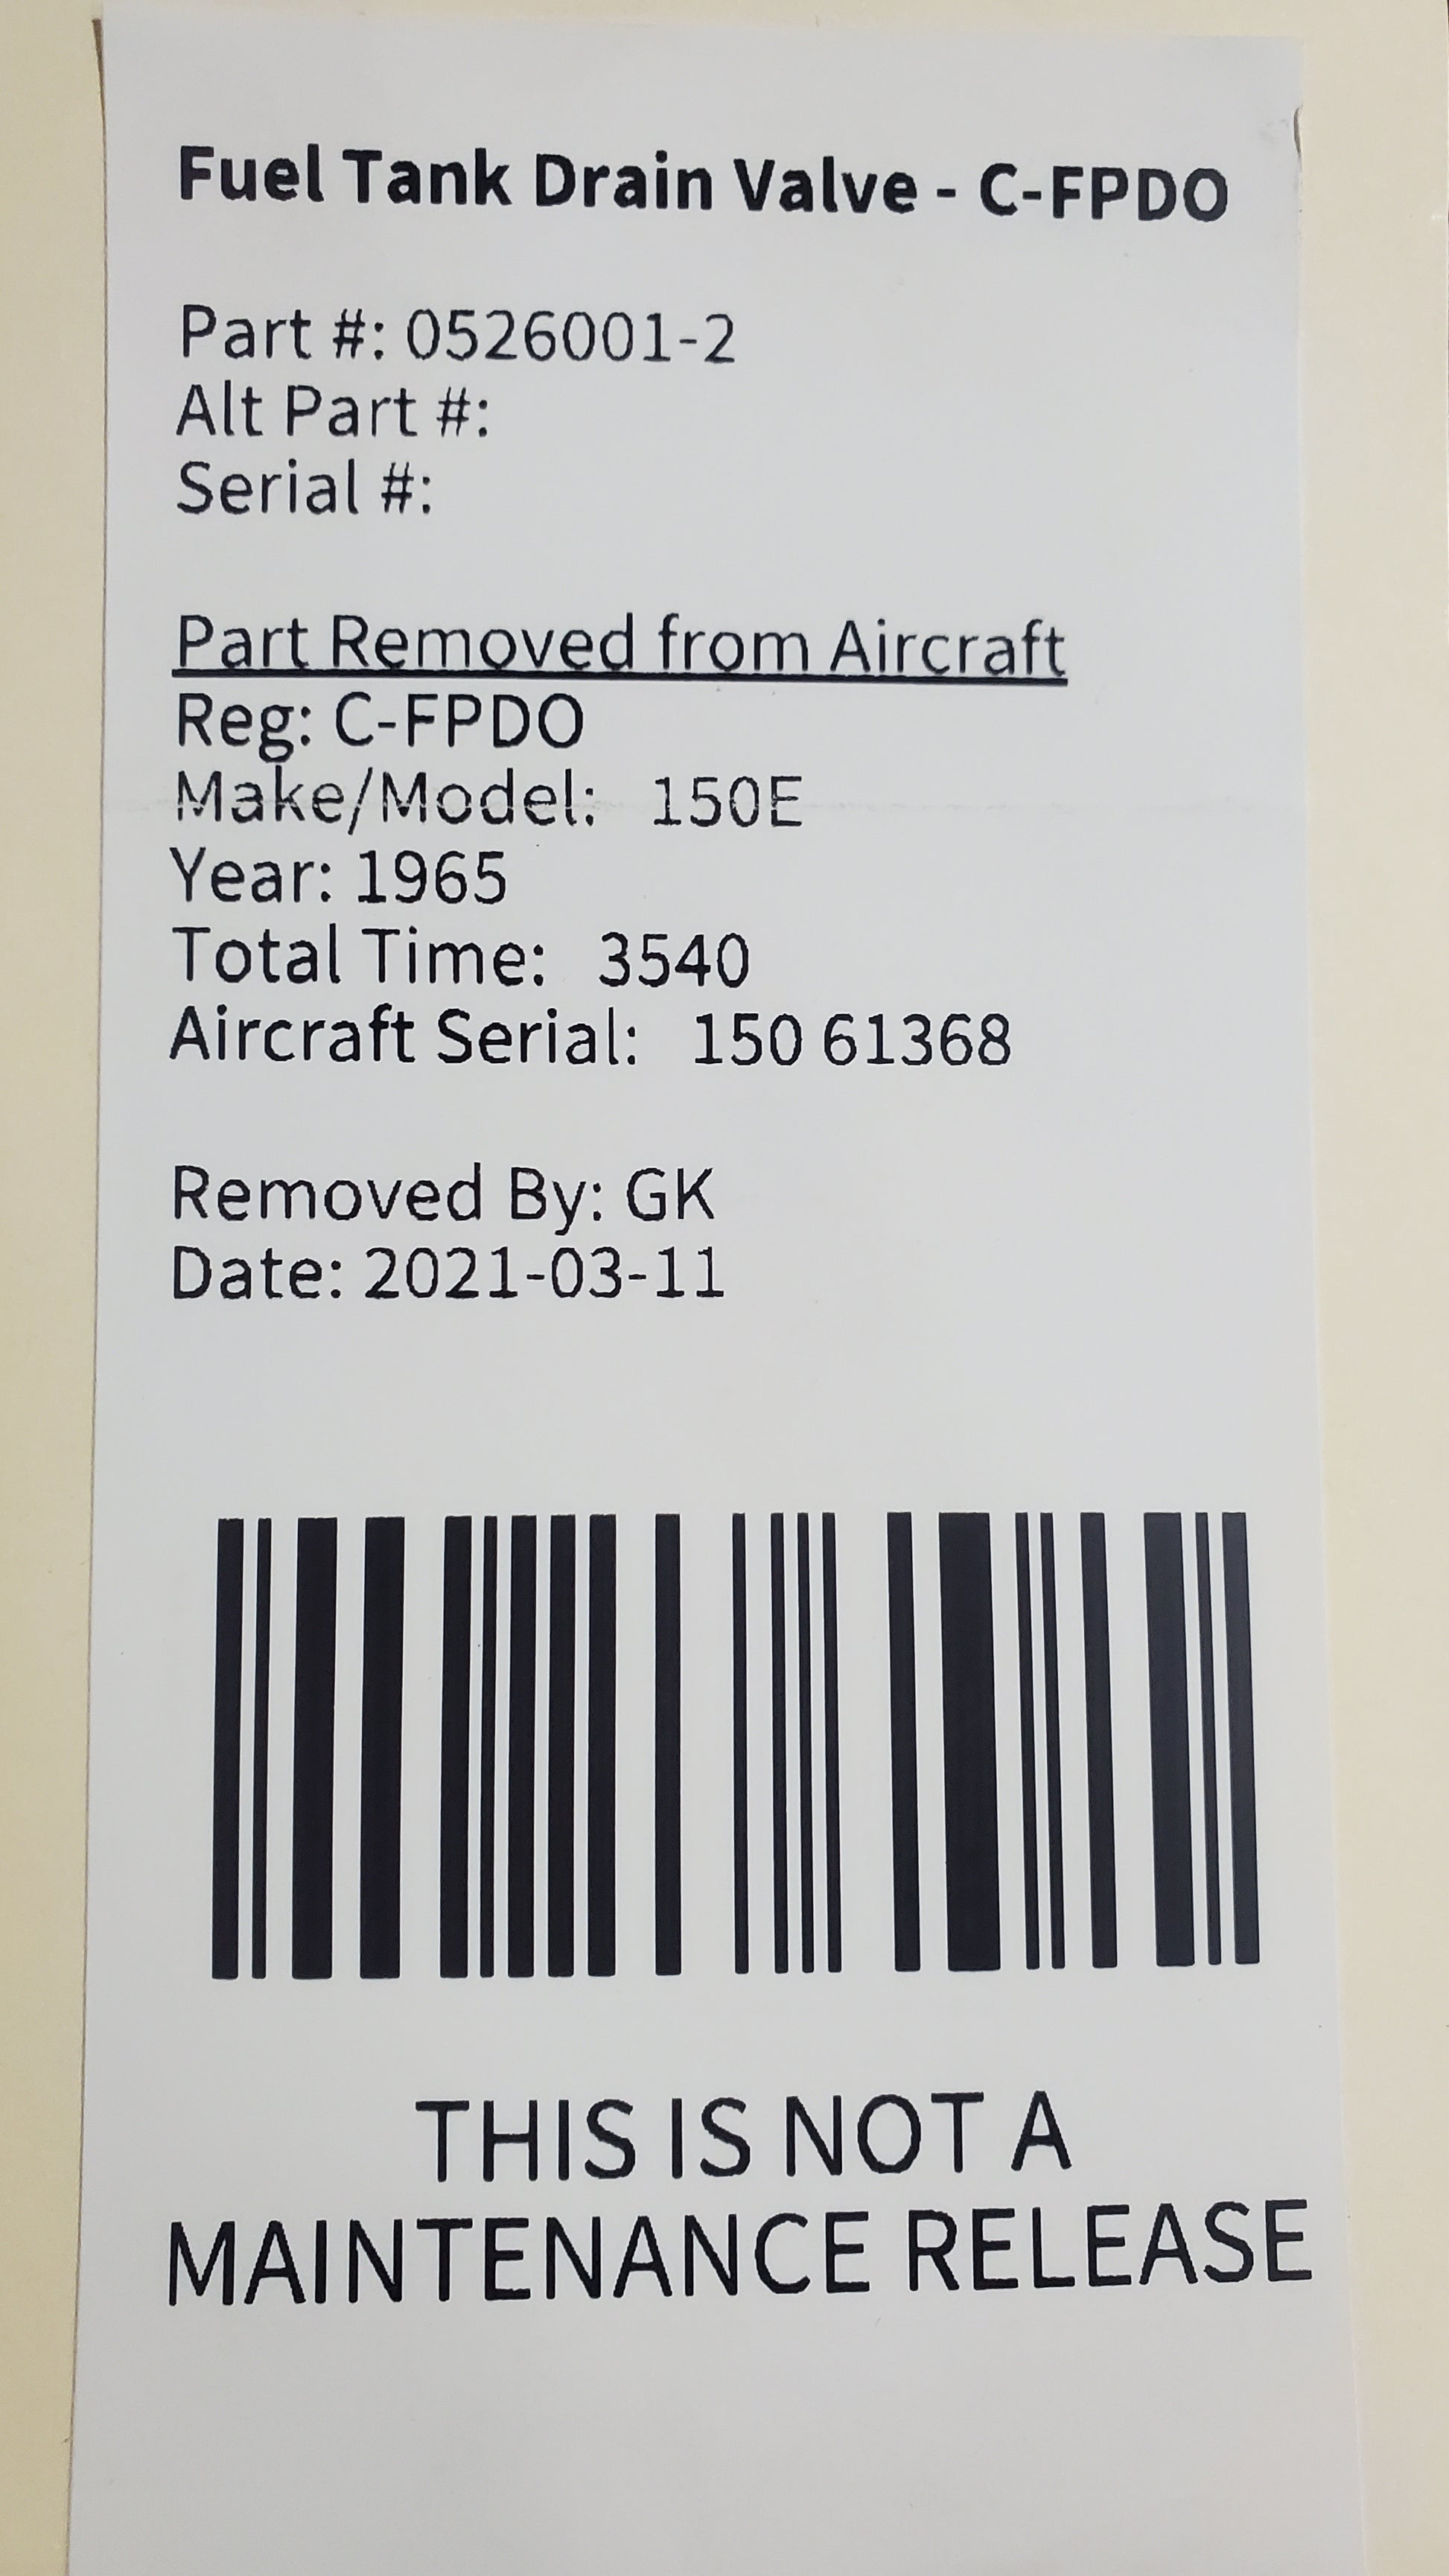 Fuel Tank Drain Valve - C-FPDO
Part #: 0526001-2
Alt Part #:
Serial #:
Part Removed from Aircraft
Reg: C-FPDO
Make/Model: 150E
Year: 1965
Total Time: 3540
Aircraft Serial: 150 61368
Removed By: GK
Date: 2021-03-11
THIS IS NOT A
MAINTENANCE RELEASE